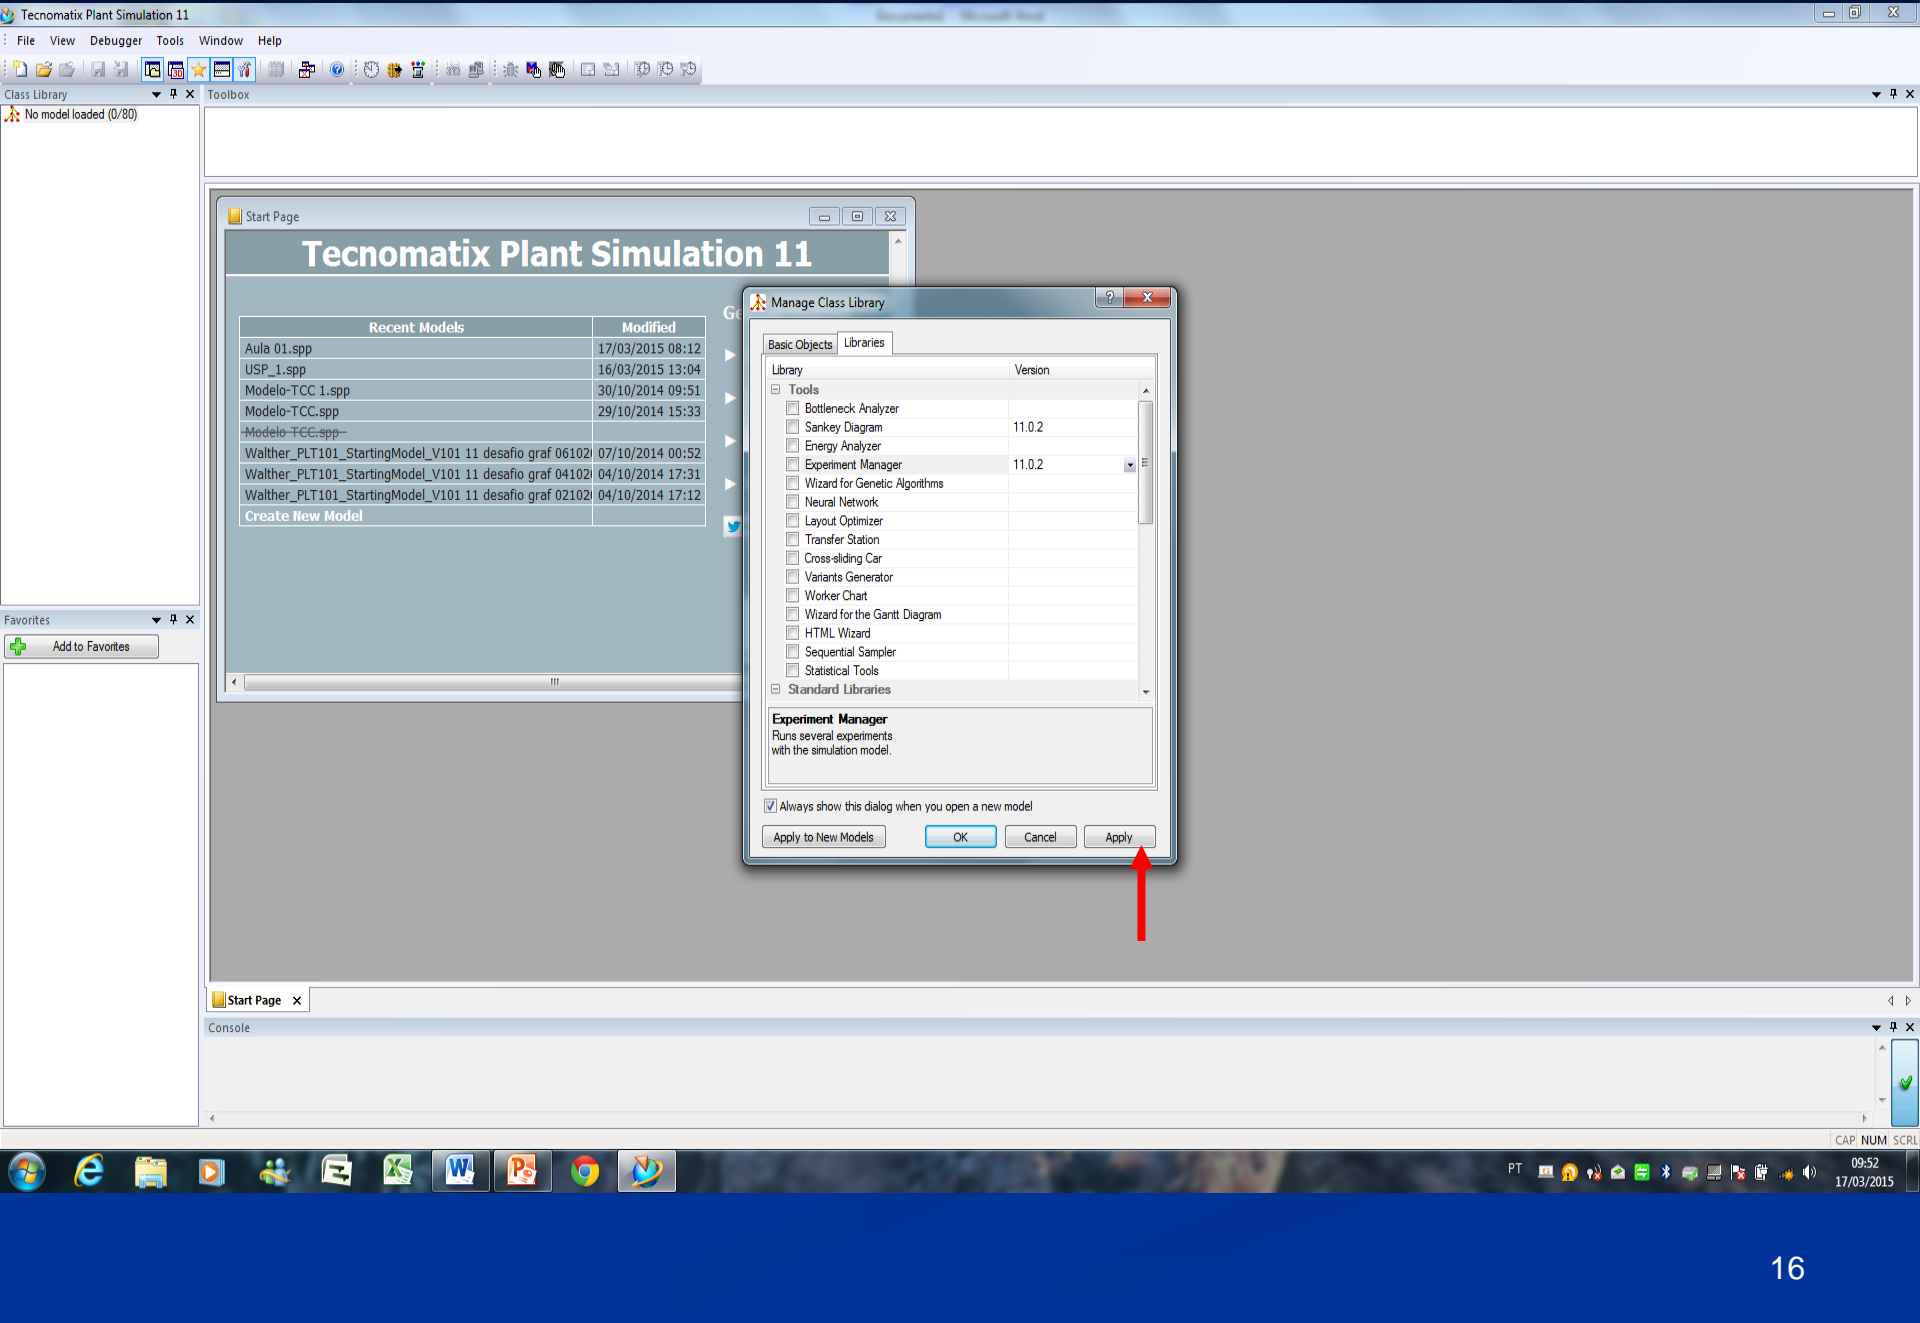 Tecnomatix Plant Simulation 11
File View Debugger Tools Window Help
Class Library
Toolbox
No model loaded (0/80)
Start Page
Tecnomatix Plant Simulation 11
Ge
Recent Models Modified
Aula 01.spp 17/03/2015 08:12
USP_1.spp 16/03/2015 13:04
Modelo-TCC 1.spp 30/10/2014 09:51
Modelo-TCC.spp 29/10/2014 15:33
Modelo-TCC.spp
Walther_PLT101_StartingModel_V101 11 desafio graf 06102 07/10/2014 00:52
Walther_PLT101_StartingModel_V101 11 desafio graf 04102 04/10/2014 17:31
Walther_PLT101_StartingModel_V101 11 desafio graf 02102 04/10/2014 17:12
Create New Model
Manage Class Library
Basic Objects Libraries
Library Version
Tools
Bottleneck Analyzer
Sankey Diagram 11.0.2
Energy Analyzer
Experiment Manager 11.0.2
Wizard for Genetic Algorithms
Neural Network
Layout Optimizer
Transfer Station
Cross-sliding Car
Variants Generator
Worker Chart
Wizard for the Gantt Diagram
HTML Wizard
Sequential Sampler
Statistical Tools
Standard Libraries
Experiment Manager
Runs several experiments
with the simulation model.
Always show this dialog when you open a new model
Apply to New Models OK Cancel Apply
Favorites
Add to Favorites
Start Page
Console
CAP NUM SCRL
PT
09:52
17/03/2015
16